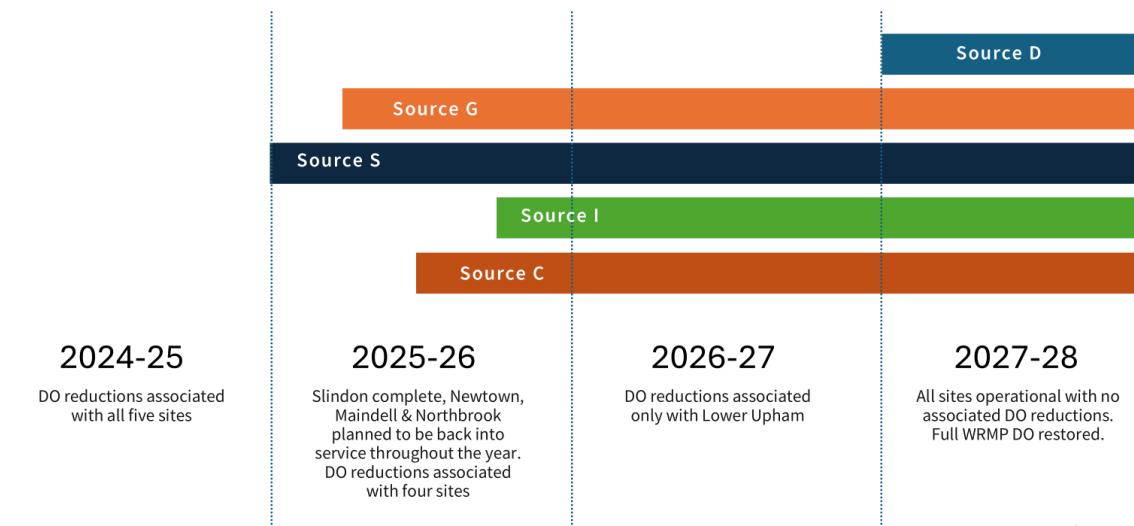 Source D
Source G
Source S
Source I
Source C
2024-25
DO reductions associated
with all five sites
2025-26
Slindon complete, Newtown,
Maindell & Northbrook
planned to be back into
service throughout the year.
DO reductions associated
with four sites
2026-27
DO reductions associated
only with Lower Upham
2027-28
All sites operational with no
associated DO reductions.
Full WRMP DO restored.